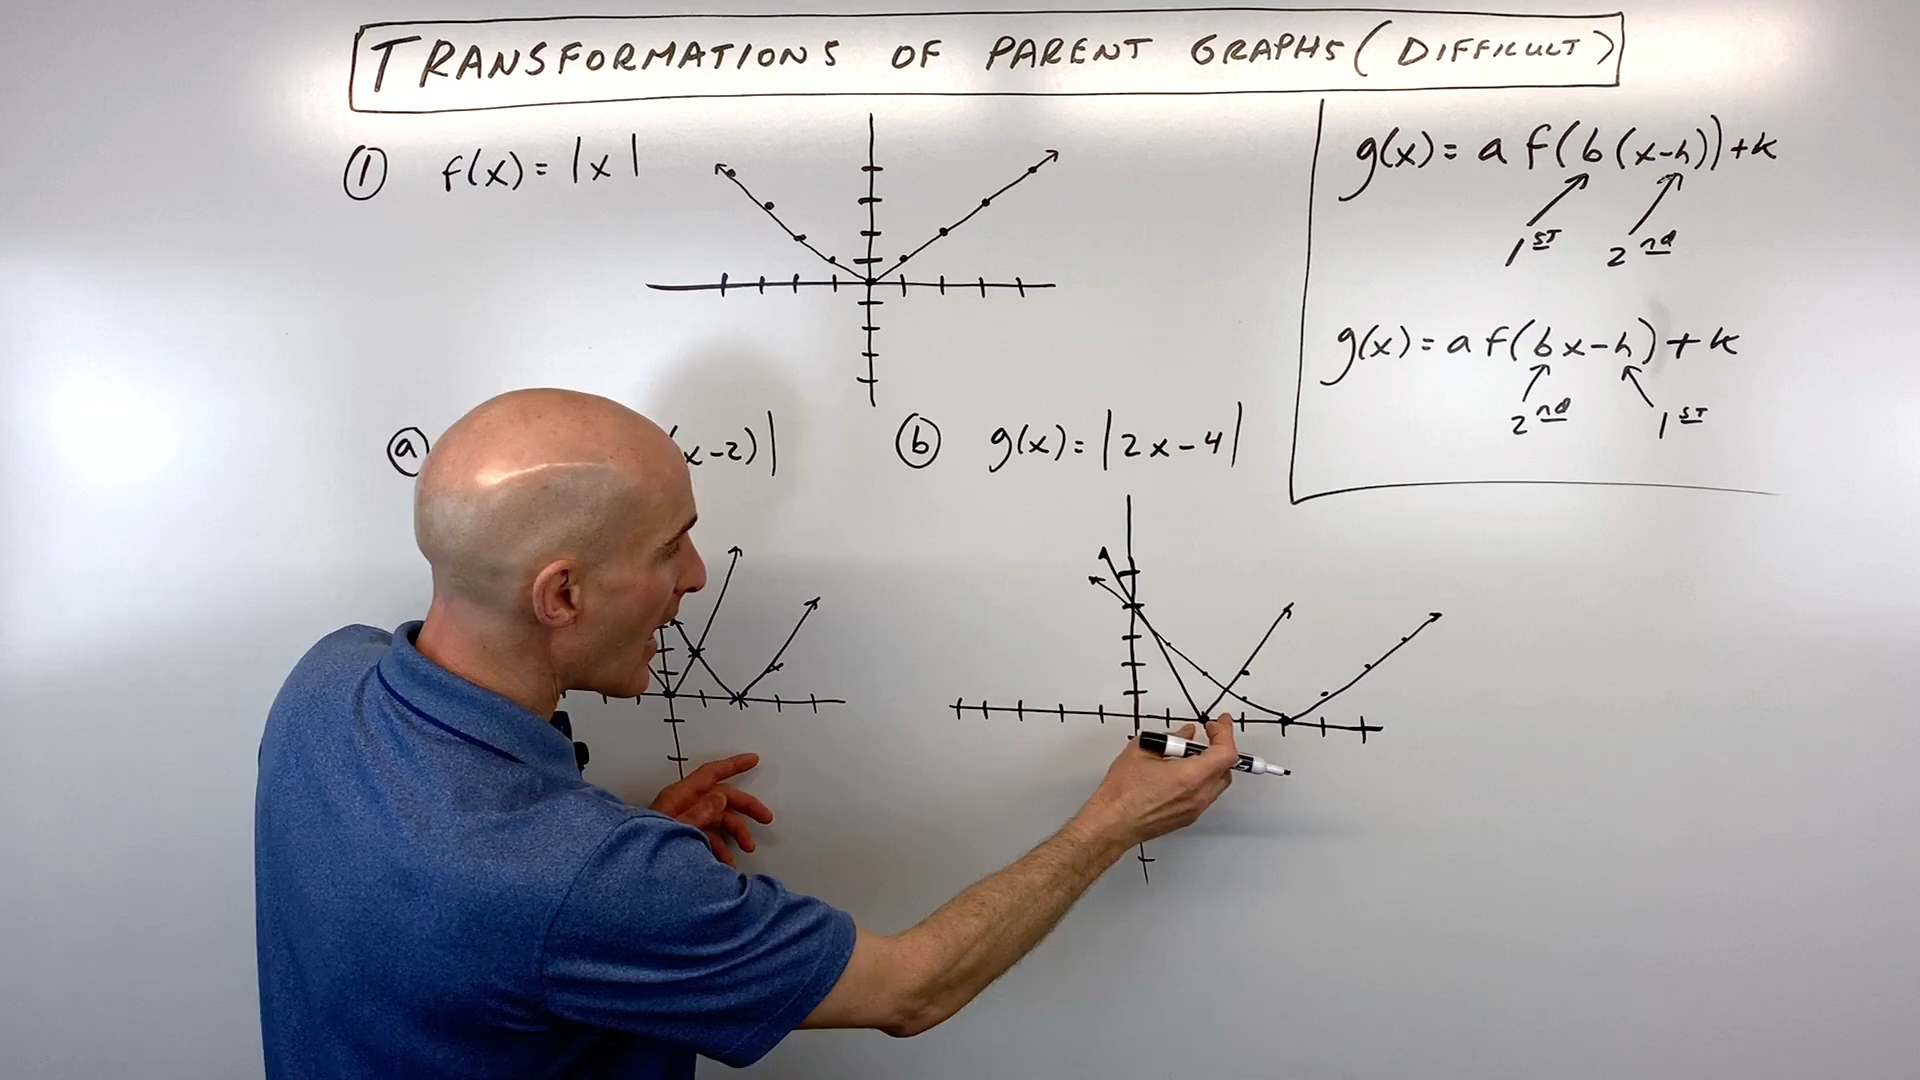 TRANSFORMATIONS OF PARENT GRAPHS (DIFFICULT)
① f(x) = |x|
g(x) = a f(b(x-h)) + k
1ST 2nd
g(x) = a f(bx-h) + k
2nd 1ST
ⓐ x-2)|
ⓑ g(x) = |2x-4|